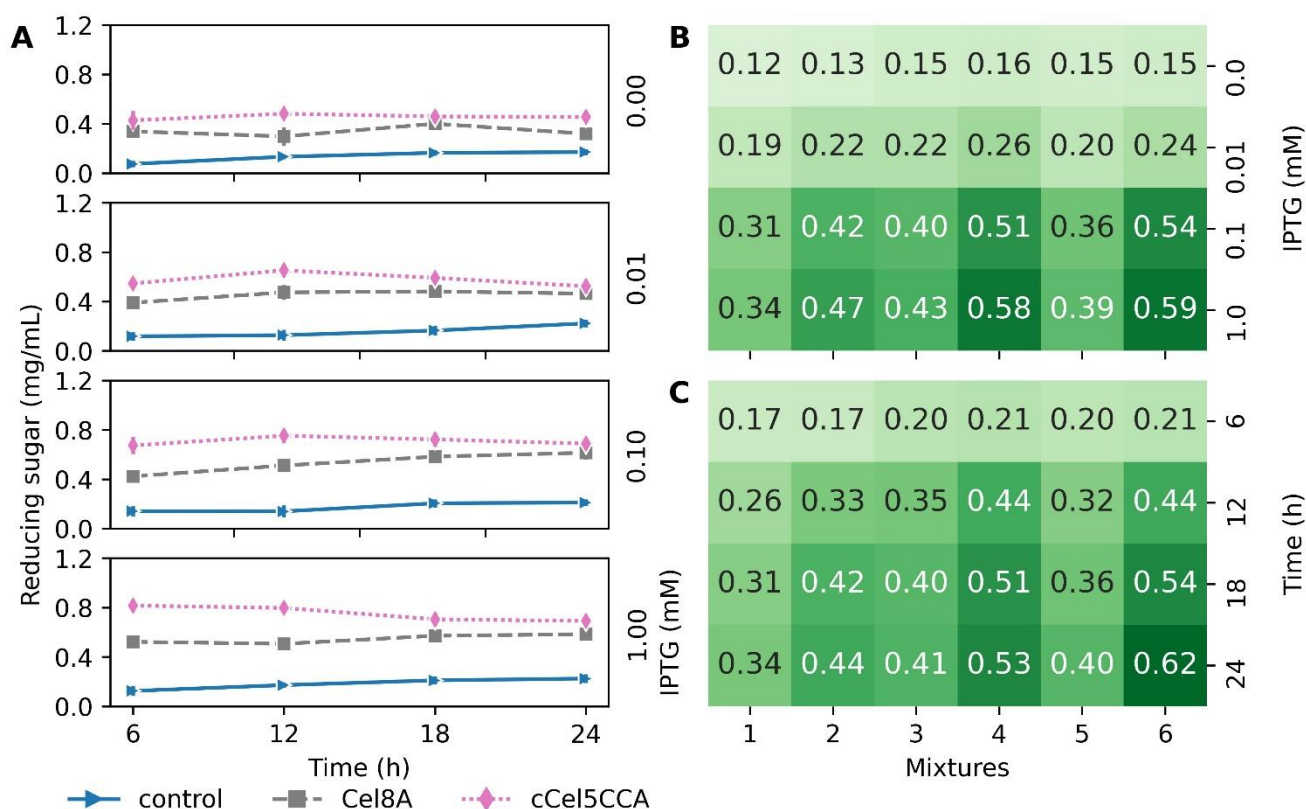 A
1.2
0.8
0.4
0.0
0.00
1.2
0.8
0.4
0.0
0.01
1.2
0.8
0.4
0.0
0.10
1.2
0.8
0.4
0.0
1.00
Reducing sugar (mg/mL)
IPTG (mM)
6 12 18 24
Time (h)
control Cel8A cCel5CCA
B
0.12 0.13 0.15 0.16 0.15 0.15 0.0
0.19 0.22 0.22 0.26 0.20 0.24 0.01
0.31 0.42 0.40 0.51 0.36 0.54 0.1
0.34 0.47 0.43 0.58 0.39 0.59 1.0
IPTG (mM)
C
0.17 0.17 0.20 0.21 0.20 0.21 6
0.26 0.33 0.35 0.44 0.32 0.44 12
0.31 0.42 0.40 0.51 0.36 0.54 18
0.34 0.44 0.41 0.53 0.40 0.62 24
Time (h)
1 2 3 4 5 6
Mixtures